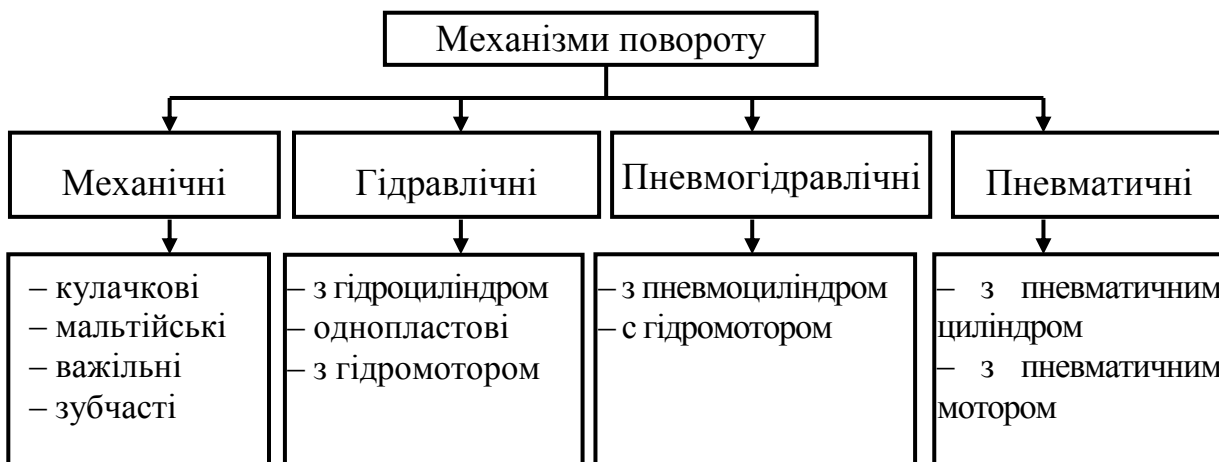 Механізми повороту
Механічні
Гідравлічні
Пневмогідравлічні
Пневматичні
– кулачкові
– мальтійські
– важільні
– зубчасті
– з гідроциліндром
– однопластові
– з гідромотором
– з пневмоциліндром
– с гідромотором
– з пневматичним
циліндром
– з пневматичним
мотором